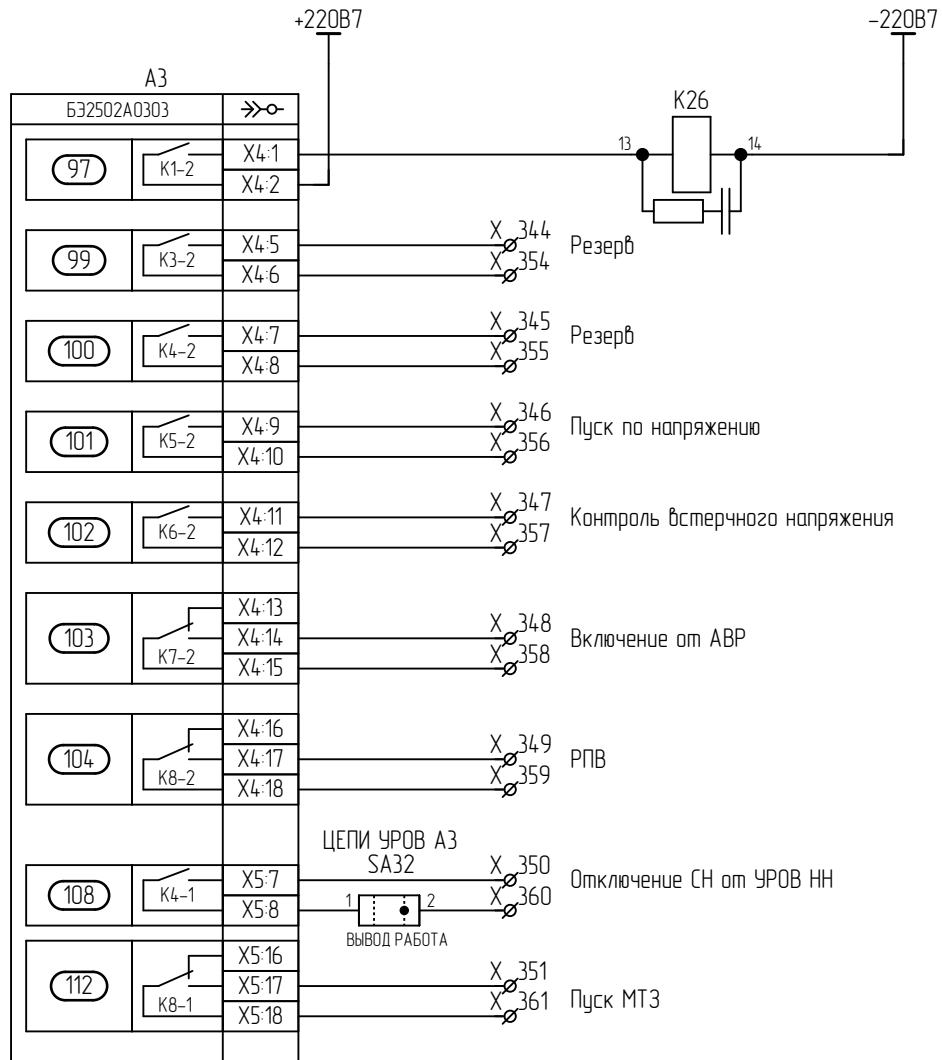 +220В7 -220В7
А3
БЭ2502А0303
К26
13 14
97 К1-2 Х4:1
Х4:2
99 К3-2 Х4:5 Х 344 Резерв
Х4:6 Х 354
100 К4-2 Х4:7 Х 345 Резерв
Х4:8 Х 355
101 К5-2 Х4:9 Х 346 Пуск по напряжению
Х4:10 Х 356
102 К6-2 Х4:11 Х 347 Контроль встерчного напряжения
Х4:12 Х 357
Х4:13
103 К7-2 Х4:14 Х 348 Включение от АВР
Х4:15 Х 358
Х4:16
104 К8-2 Х4:17 Х 349 РПВ
Х4:18 Х 359
ЦЕПИ УРОВ А3
SA32
108 К4-1 Х5:7 Х 350 Отключение СН от УРОВ НН
Х5:8 1 2 Х 360
ВЫВОД РАБОТА
Х5:16
112 К8-1 Х5:17 Х 351 Пуск МТЗ
Х5:18 Х 361